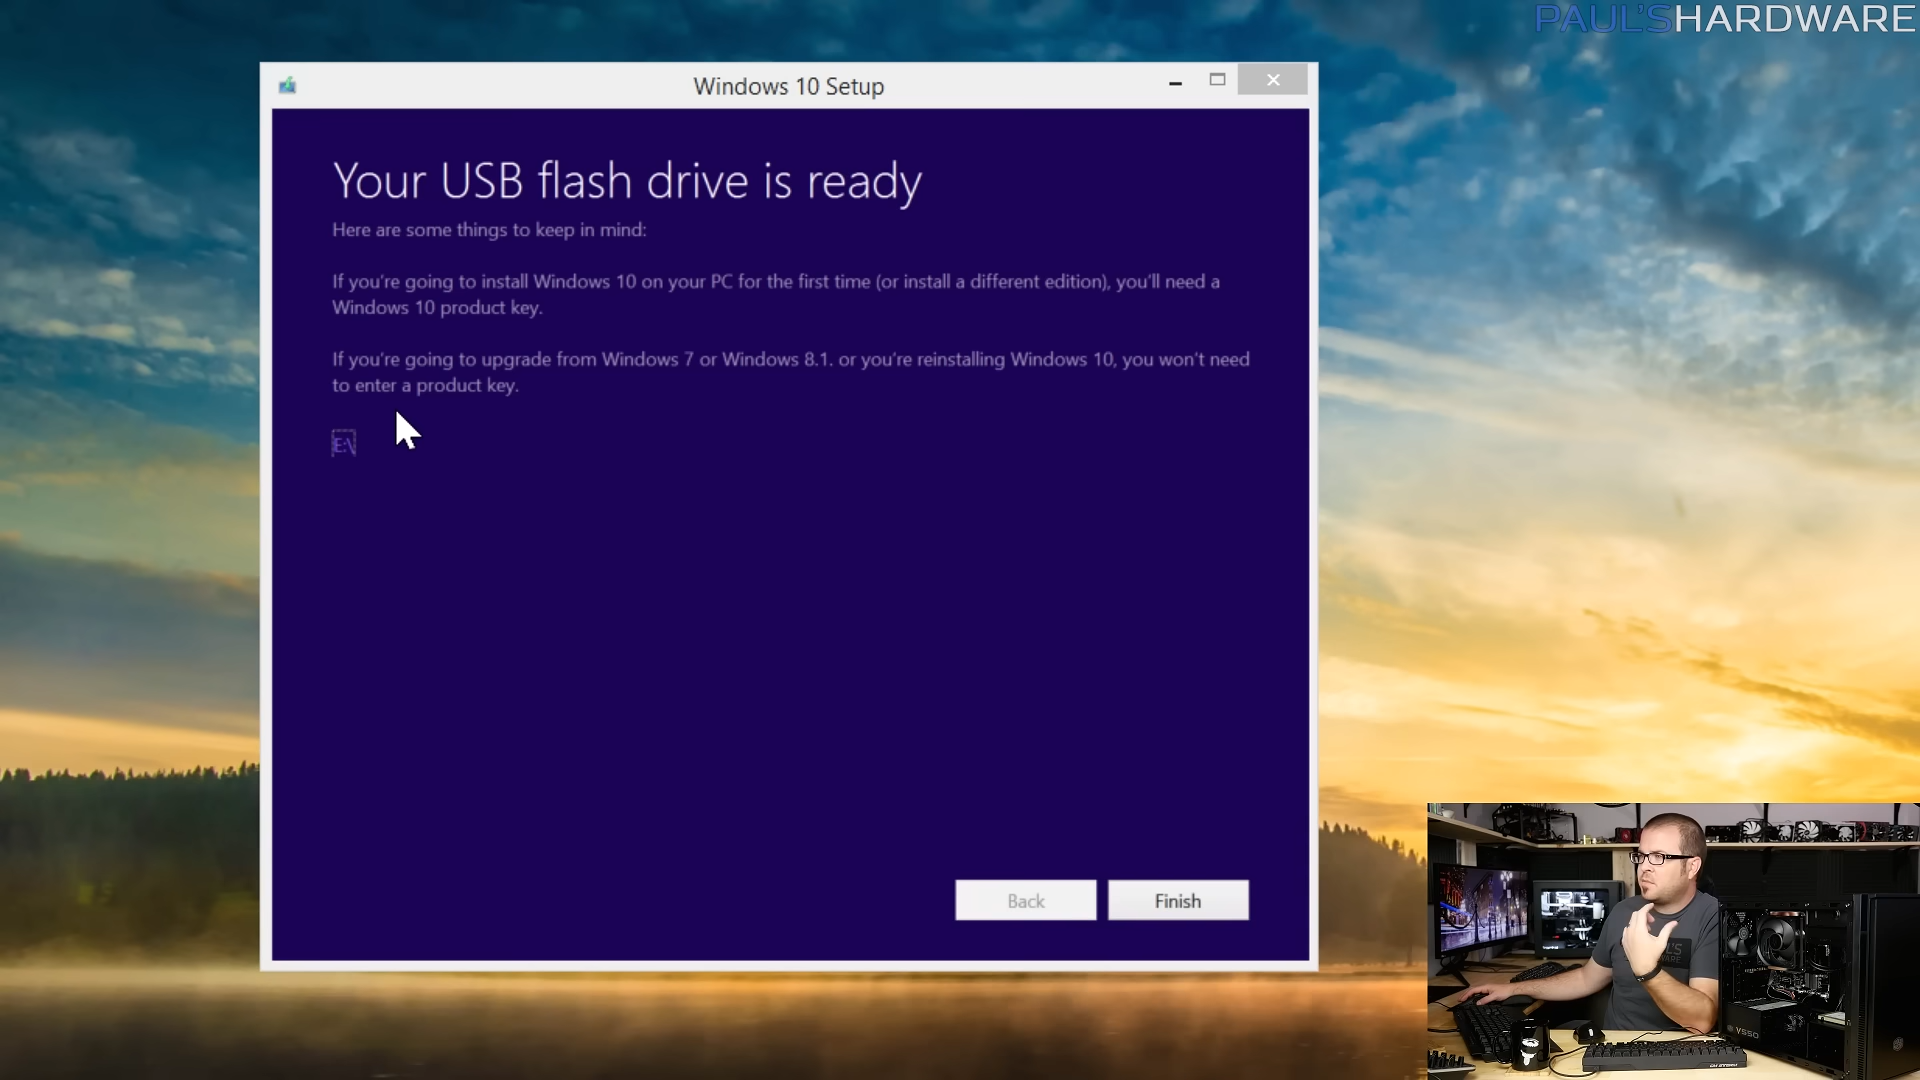 PAUL'SHARDWARE
Windows 10 Setup
Your USB flash drive is ready
Here are some things to keep in mind:
If you're going to install Windows 10 on your PC for the first time (or install a different edition), you'll need a
Windows 10 product key.
If you're going to upgrade from Windows 7 or Windows 8.1. or you're reinstalling Windows 10, you won't need
to enter a product key.
E:\
Back
Finish
V550